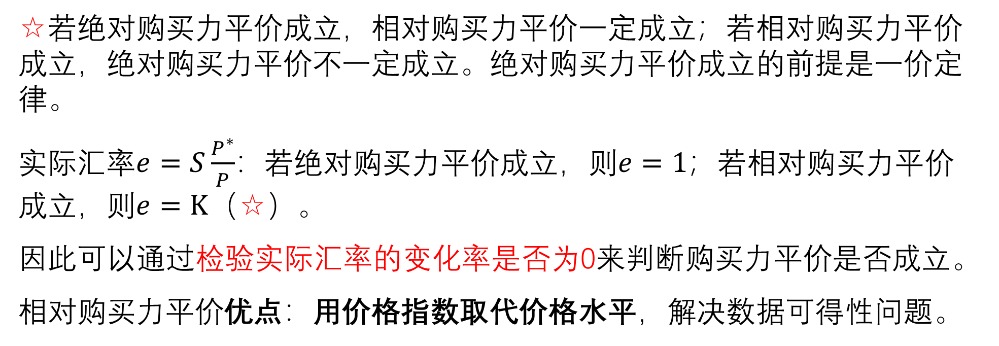 ☆若绝对购买力平价成立，相对购买力平价一定成立；若相对购买力平价
成立，绝对购买力平价不一定成立。绝对购买力平价成立的前提是一价定
律。
实际汇率e = S P*/P：若绝对购买力平价成立，则e = 1；若相对购买力平价
成立，则e = K（☆）。
因此可以通过检验实际汇率的变化率是否为0来判断购买力平价是否成立。
相对购买力平价优点：用价格指数取代价格水平，解决数据可得性问题。